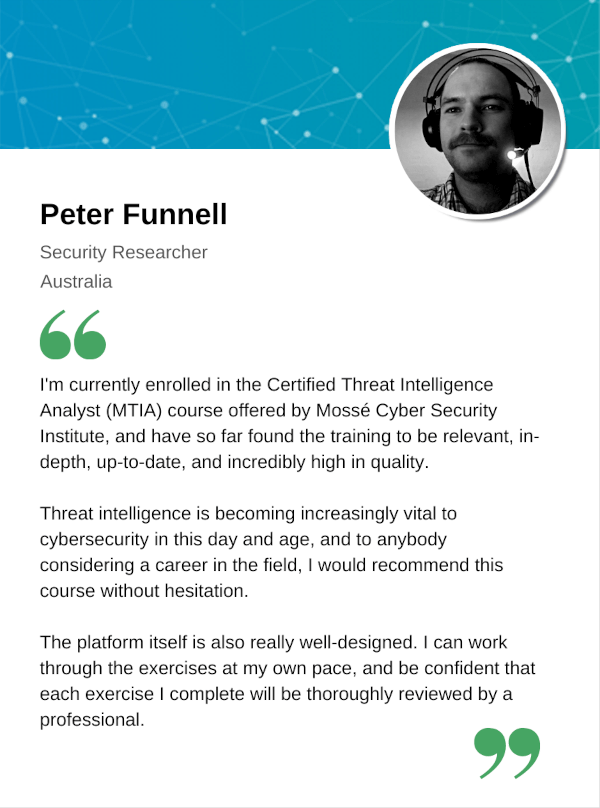 Peter Funnell
Security Researcher
Australia
“
I'm currently enrolled in the Certified Threat Intelligence
Analyst (MTIA) course offered by Mossé Cyber Security
Institute, and have so far found the training to be relevant, in-
depth, up-to-date, and incredibly high in quality.
Threat intelligence is becoming increasingly vital to
cybersecurity in this day and age, and to anybody
considering a career in the field, I would recommend this
course without hesitation.
The platform itself is also really well-designed. I can work
through the exercises at my own pace, and be confident that
each exercise I complete will be thoroughly reviewed by a
professional.
”